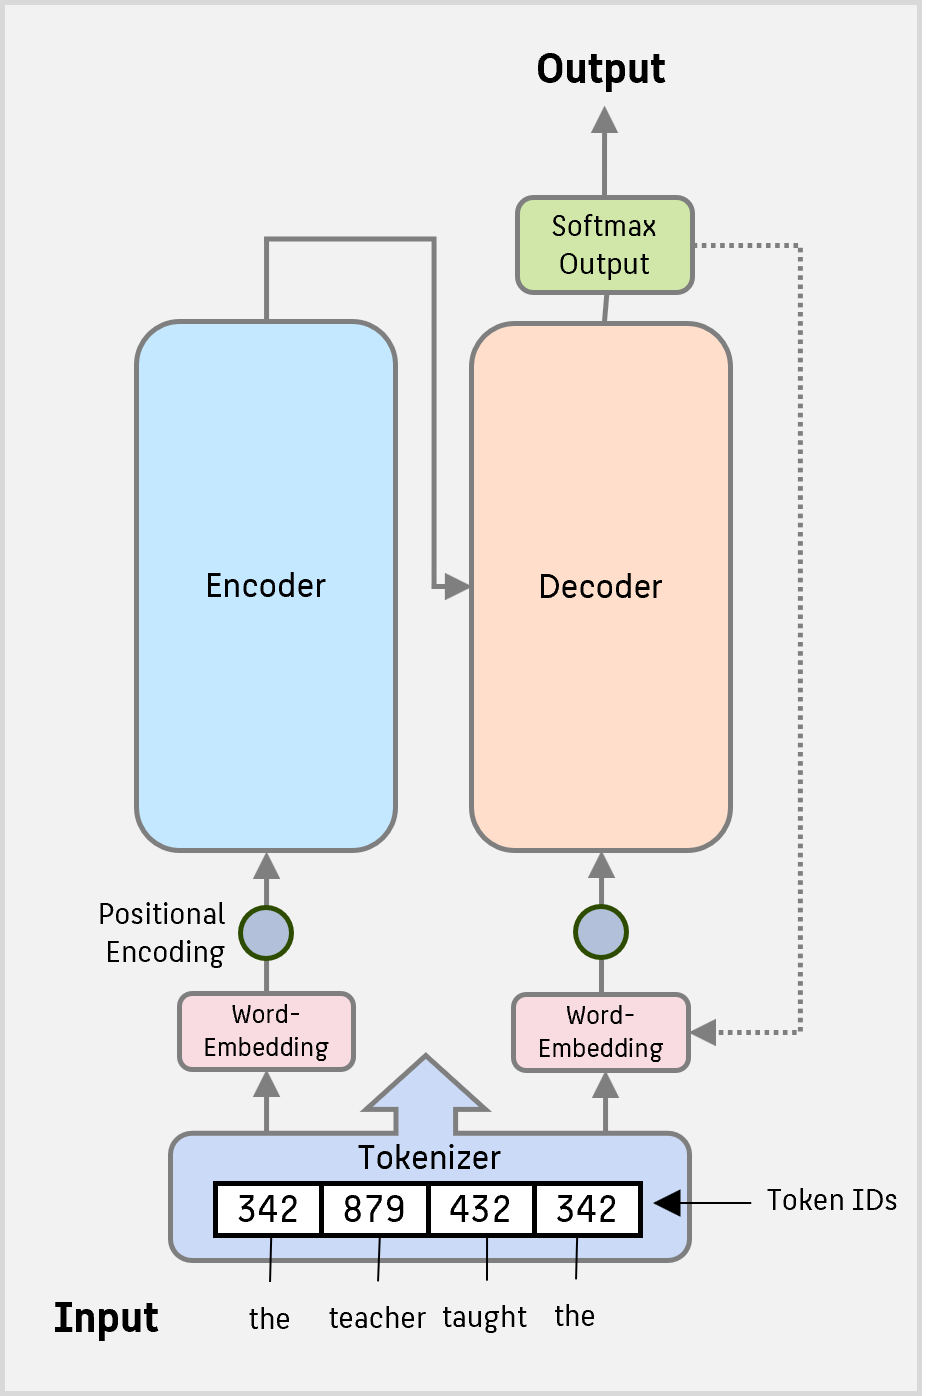 Output
Softmax
Output
Encoder
Decoder
Positional
Encoding
Word-
Embedding
Word-
Embedding
Tokenizer
342 879 432 342
Token IDs
Input
the teacher taught the